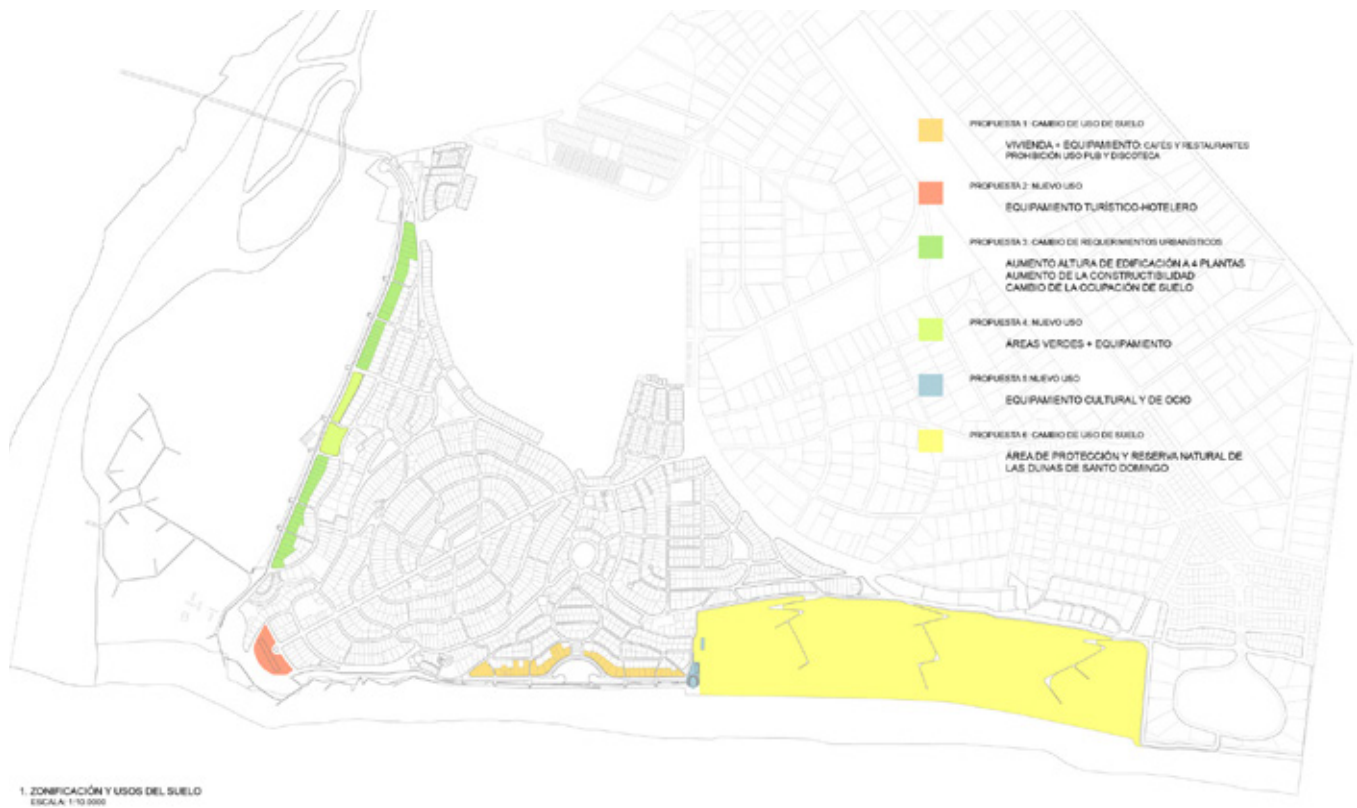 PROPUESTA 1: CAMBIO DE USO DE SUELO
VIVIENDA + EQUIPAMIENTO: CAFÉS Y RESTAURANTES
PROHIBICIÓN USO PUB Y DISCOTECA
PROPUESTA 2: NUEVO USO
EQUIPAMIENTO TURÍSTICO-HOTELERO
PROPUESTA 3: CAMBIO DE REQUERIMIENTOS URBANÍSTICOS
AUMENTO ALTURA DE EDIFICACIÓN A 4 PLANTAS
AUMENTO DE LA CONSTRUCTIBILIDAD
CAMBIO DE LA OCUPACIÓN DE SUELO
PROPUESTA 4: NUEVO USO
ÁREAS VERDES + EQUIPAMIENTO
PROPUESTA 5 NUEVO USO
EQUIPAMIENTO CULTURAL Y DE OCIO
PROPUESTA 6: CAMBIO DE USO DE SUELO
ÁREA DE PROTECCIÓN Y RESERVA NATURAL DE
LAS DUNAS DE SANTO DOMINGO
1. ZONIFICACIÓN Y USOS DEL SUELO
ESCALA: 1:10.0000